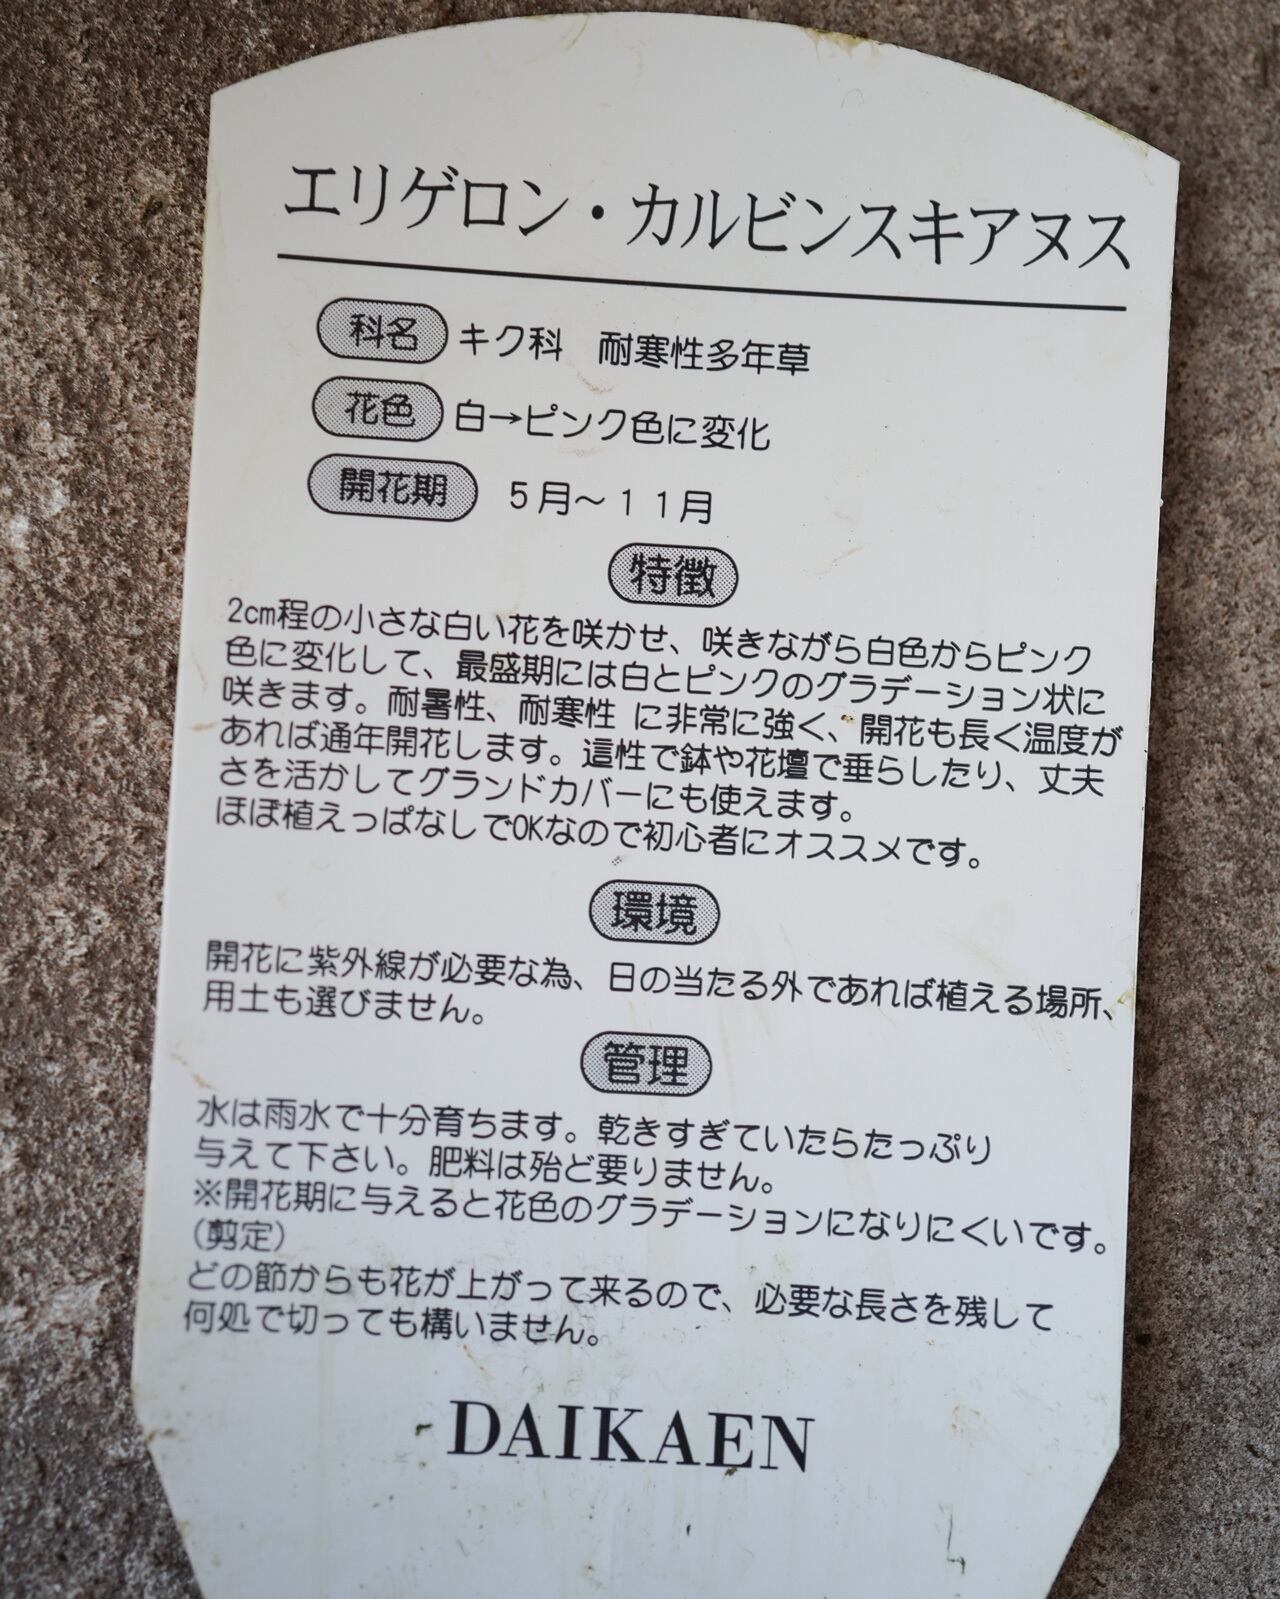 エリゲロン・カルビンスキアヌス
科名 キク科 耐寒性多年草
花色 白→ピンク色に変化
開花期 5月～11月
特徴
2cm程の小さな白い花を咲かせ、咲きながら白色からピンク
色に変化して、最盛期には白とピンクのグラデーション状に
咲きます。耐暑性、耐寒性 に非常に強く、開花も長く温度が
あれば通年開花します。這性で鉢や花壇で垂らしたり、丈夫
さを活かしてグランドカバーにも使えます。
ほぼ植えっぱなしでOKなので初心者にオススメです。
環境
開花に紫外線が必要な為、日の当たる外であれば植える場所、
用土も選びません。
管理
水は雨水で十分育ちます。乾きすぎていたらたっぷり
与えて下さい。肥料は殆ど要りません。
※開花期に与えると花色のグラデーションになりにくいです。
(剪定)
どの節からも花が上がって来るので、必要な長さを残して
何処で切っても構いません。
DAIKAEN